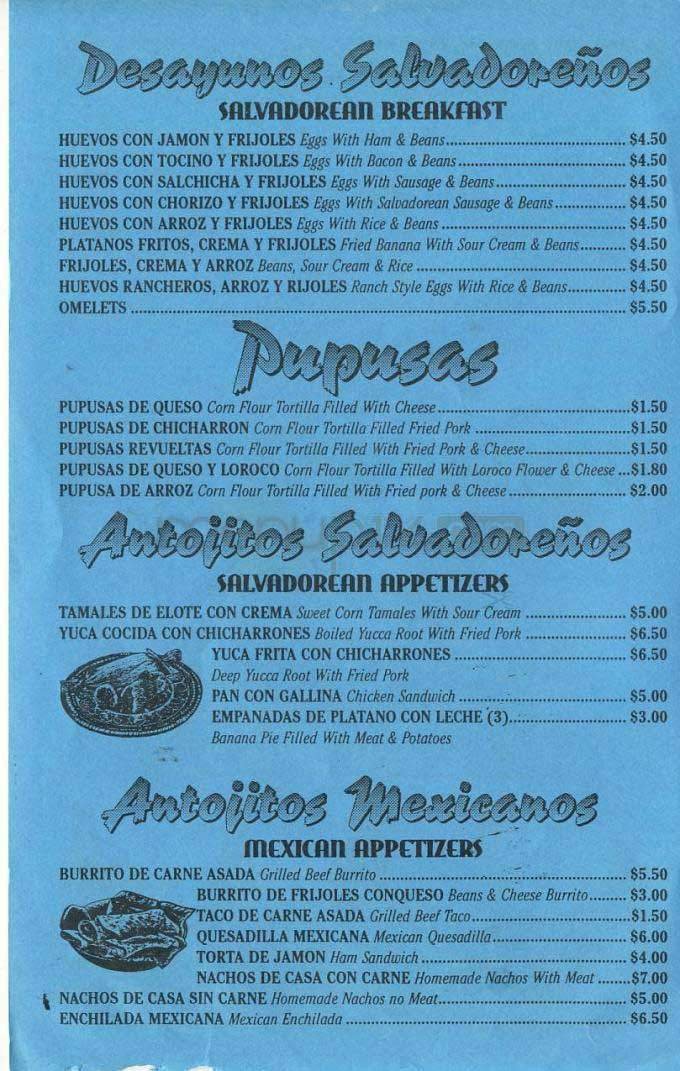 Desayunos Salvadoreños
SALVADOREAN BREAKFAST
HUEVOS CON JAMON Y FRIJOLES Eggs With Ham & Beans.......... $4.50
HUEVOS CON TOCINO Y FRIJOLES Eggs With Bacon & Beans.......... $4.50
HUEVOS CON SALCHICHA Y FRIJOLES Eggs With Sausage & Beans.......... $4.50
HUEVOS CON CHORIZO Y FRIJOLES Eggs With Salvadorean Sausage & Beans.......... $4.50
HUEVOS CON ARROZ Y FRIJOLES Eggs With Rice & Beans.......... $4.50
PLATANOS FRITOS, CREMA Y FRIJOLES Fried Banana With Sour Cream & Beans.......... $4.50
FRIJOLES, CREMA Y ARROZ Beans, Sour Cream & Rice.......... $4.50
HUEVOS RANCHEROS, ARROZ Y RIJOLES Ranch Style Eggs With Rice & Beans.......... $4.50
OMELETS.......... $5.50
Pupusas
PUPUSAS DE QUESO Corn Flour Tortilla Filled With Cheese..........$1.50
PUPUSAS DE CHICHARRON Corn Flour Tortilla Filled Fried Pork..........$1.50
PUPUSAS REVUELTAS Corn Flour Tortilla Filled With Fried Pork & Cheese..........$1.50
PUPUSAS DE QUESO Y LOROCO Corn Flour Tortilla Filled With Loroco Flower & Cheese ...$1.80
PUPUSA DE ARROZ Corn Flour Tortilla Filled With Fried pork & Cheese.......... $2.00
Antojitos Salvadoreños
SALVADOREAN APPETIZERS
TAMALES DE ELOTE CON CREMA Sweet Corn Tamales With Sour Cream .......... $5.00
YUCA COCIDA CON CHICHARRONES Boiled Yucca Root With Fried Pork .......... $6.50
YUCA FRITA CON CHICHARRONES .......... $6.50
Deep Yucca Root With Fried Pork
PAN CON GALLINA Chicken Sandwich .......... $5.00
EMPANADAS DE PLATANO CON LECHE (3).......... $3.00
Banana Pie Filled With Meat & Potatoes
Antojitos Mexicanos
MEXICAN APPETIZERS
BURRITO DE CARNE ASADA Grilled Beef Burrito .......... $5.50
BURRITO DE FRIJOLES CONQUESO Beans & Cheese Burrito.......... $3.00
TACO DE CARNE ASADA Grilled Beef Taco.......... $1.50
QUESADILLA MEXICANA Mexican Quesadilla.......... $6.00
TORTA DE JAMON Ham Sandwich .......... $4.00
NACHOS DE CASA CON CARNE Homemade Nachos With Meat .......$7.00
NACHOS DE CASA SIN CARNE Homemade Nachos no Meat.......... $5.00
ENCHILADA MEXICANA Mexican Enchilada .......... $6.50